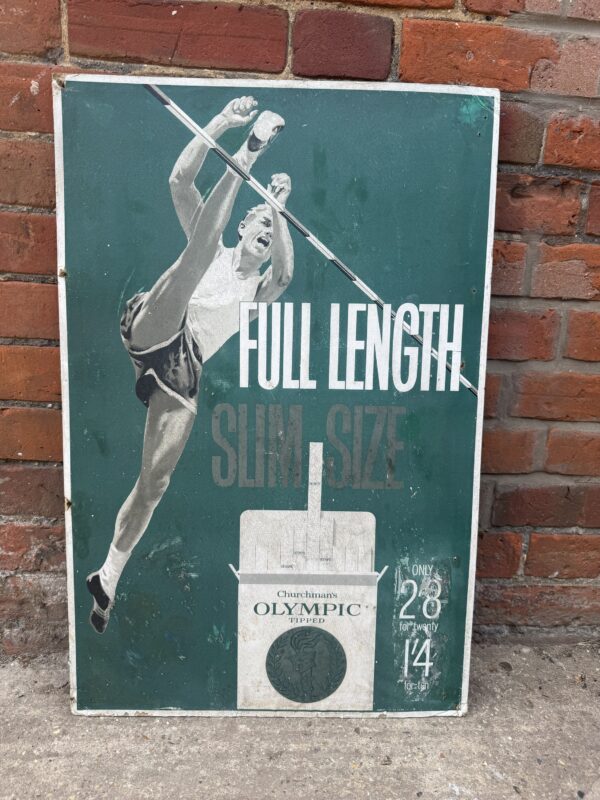 FULL LENGTH
SLIM SIZE
Churchman's
OLYMPIC
TIPPED
ONLY
2'8
for twenty
1'4
for ten